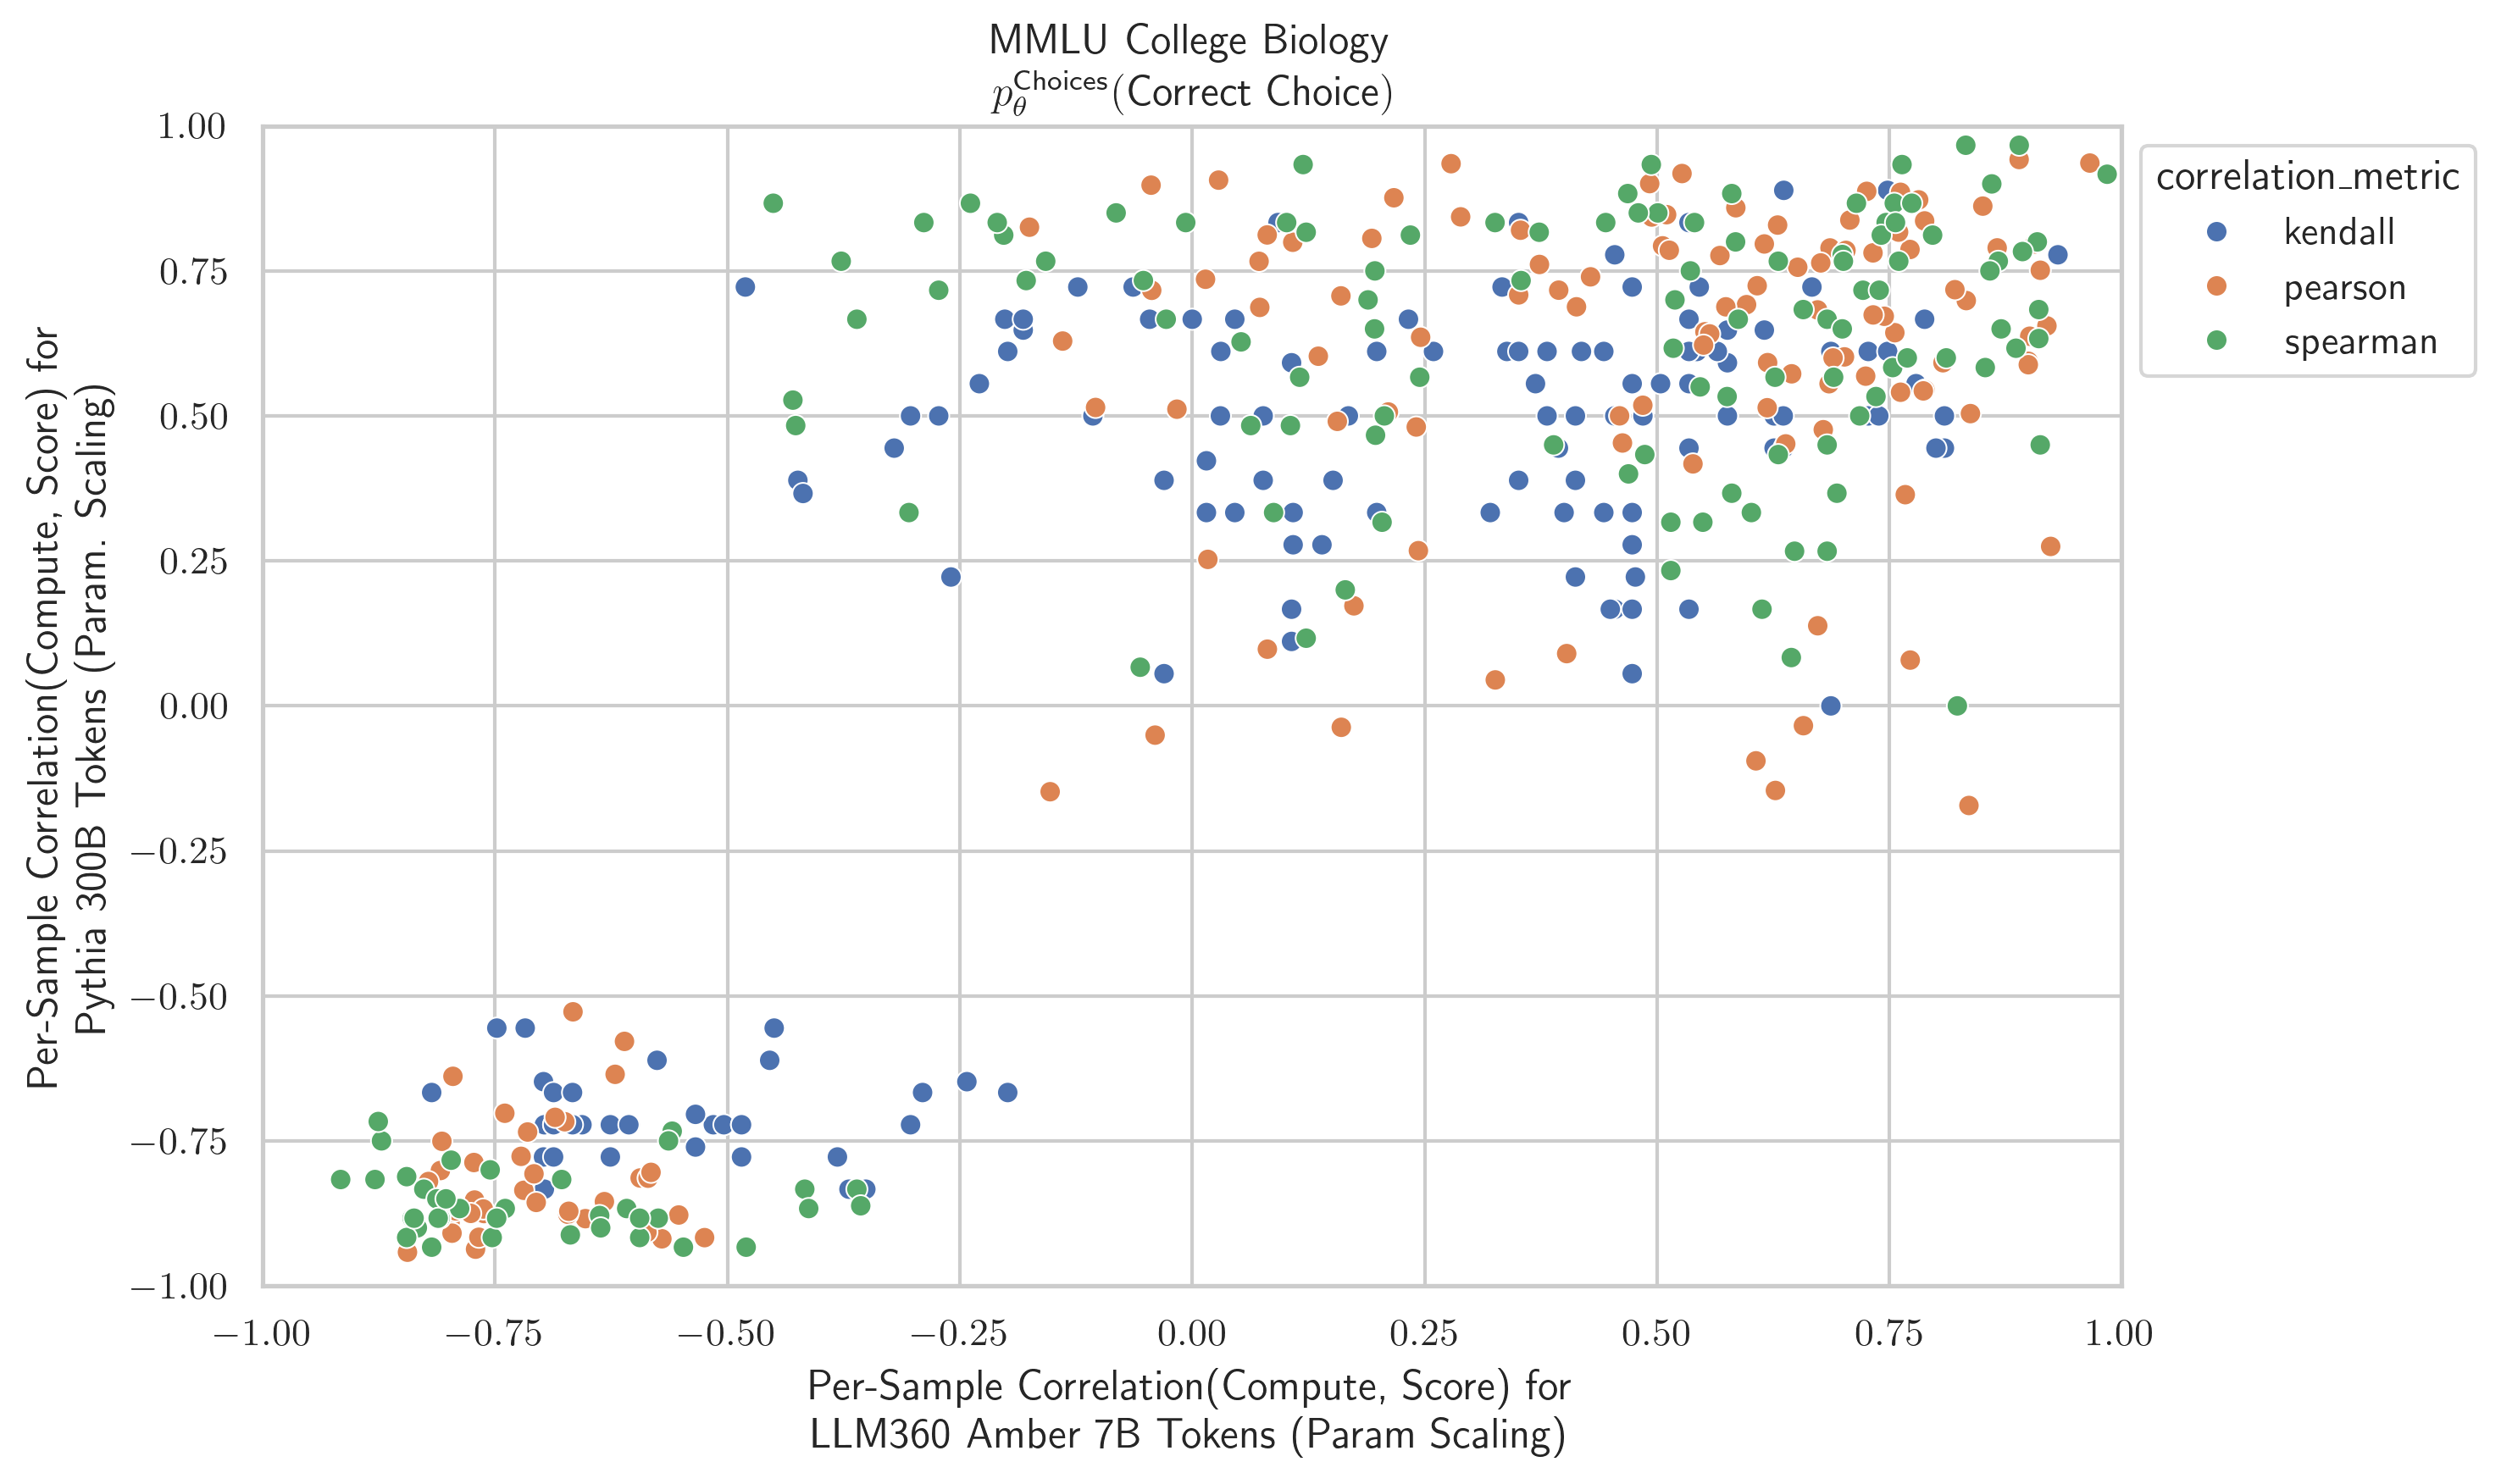 MMLU College Biology
p_θ^Choices(Correct Choice)
Per-Sample Correlation(Compute, Score) for
Pythia 300B Tokens (Param. Scaling)
1.00
0.75
0.50
0.25
0.00
−0.25
−0.50
−0.75
−1.00
correlation_metric
kendall
pearson
spearman
−1.00 −0.75 −0.50 −0.25 0.00 0.25 0.50 0.75 1.00
Per-Sample Correlation(Compute, Score) for
LLM360 Amber 7B Tokens (Param Scaling)